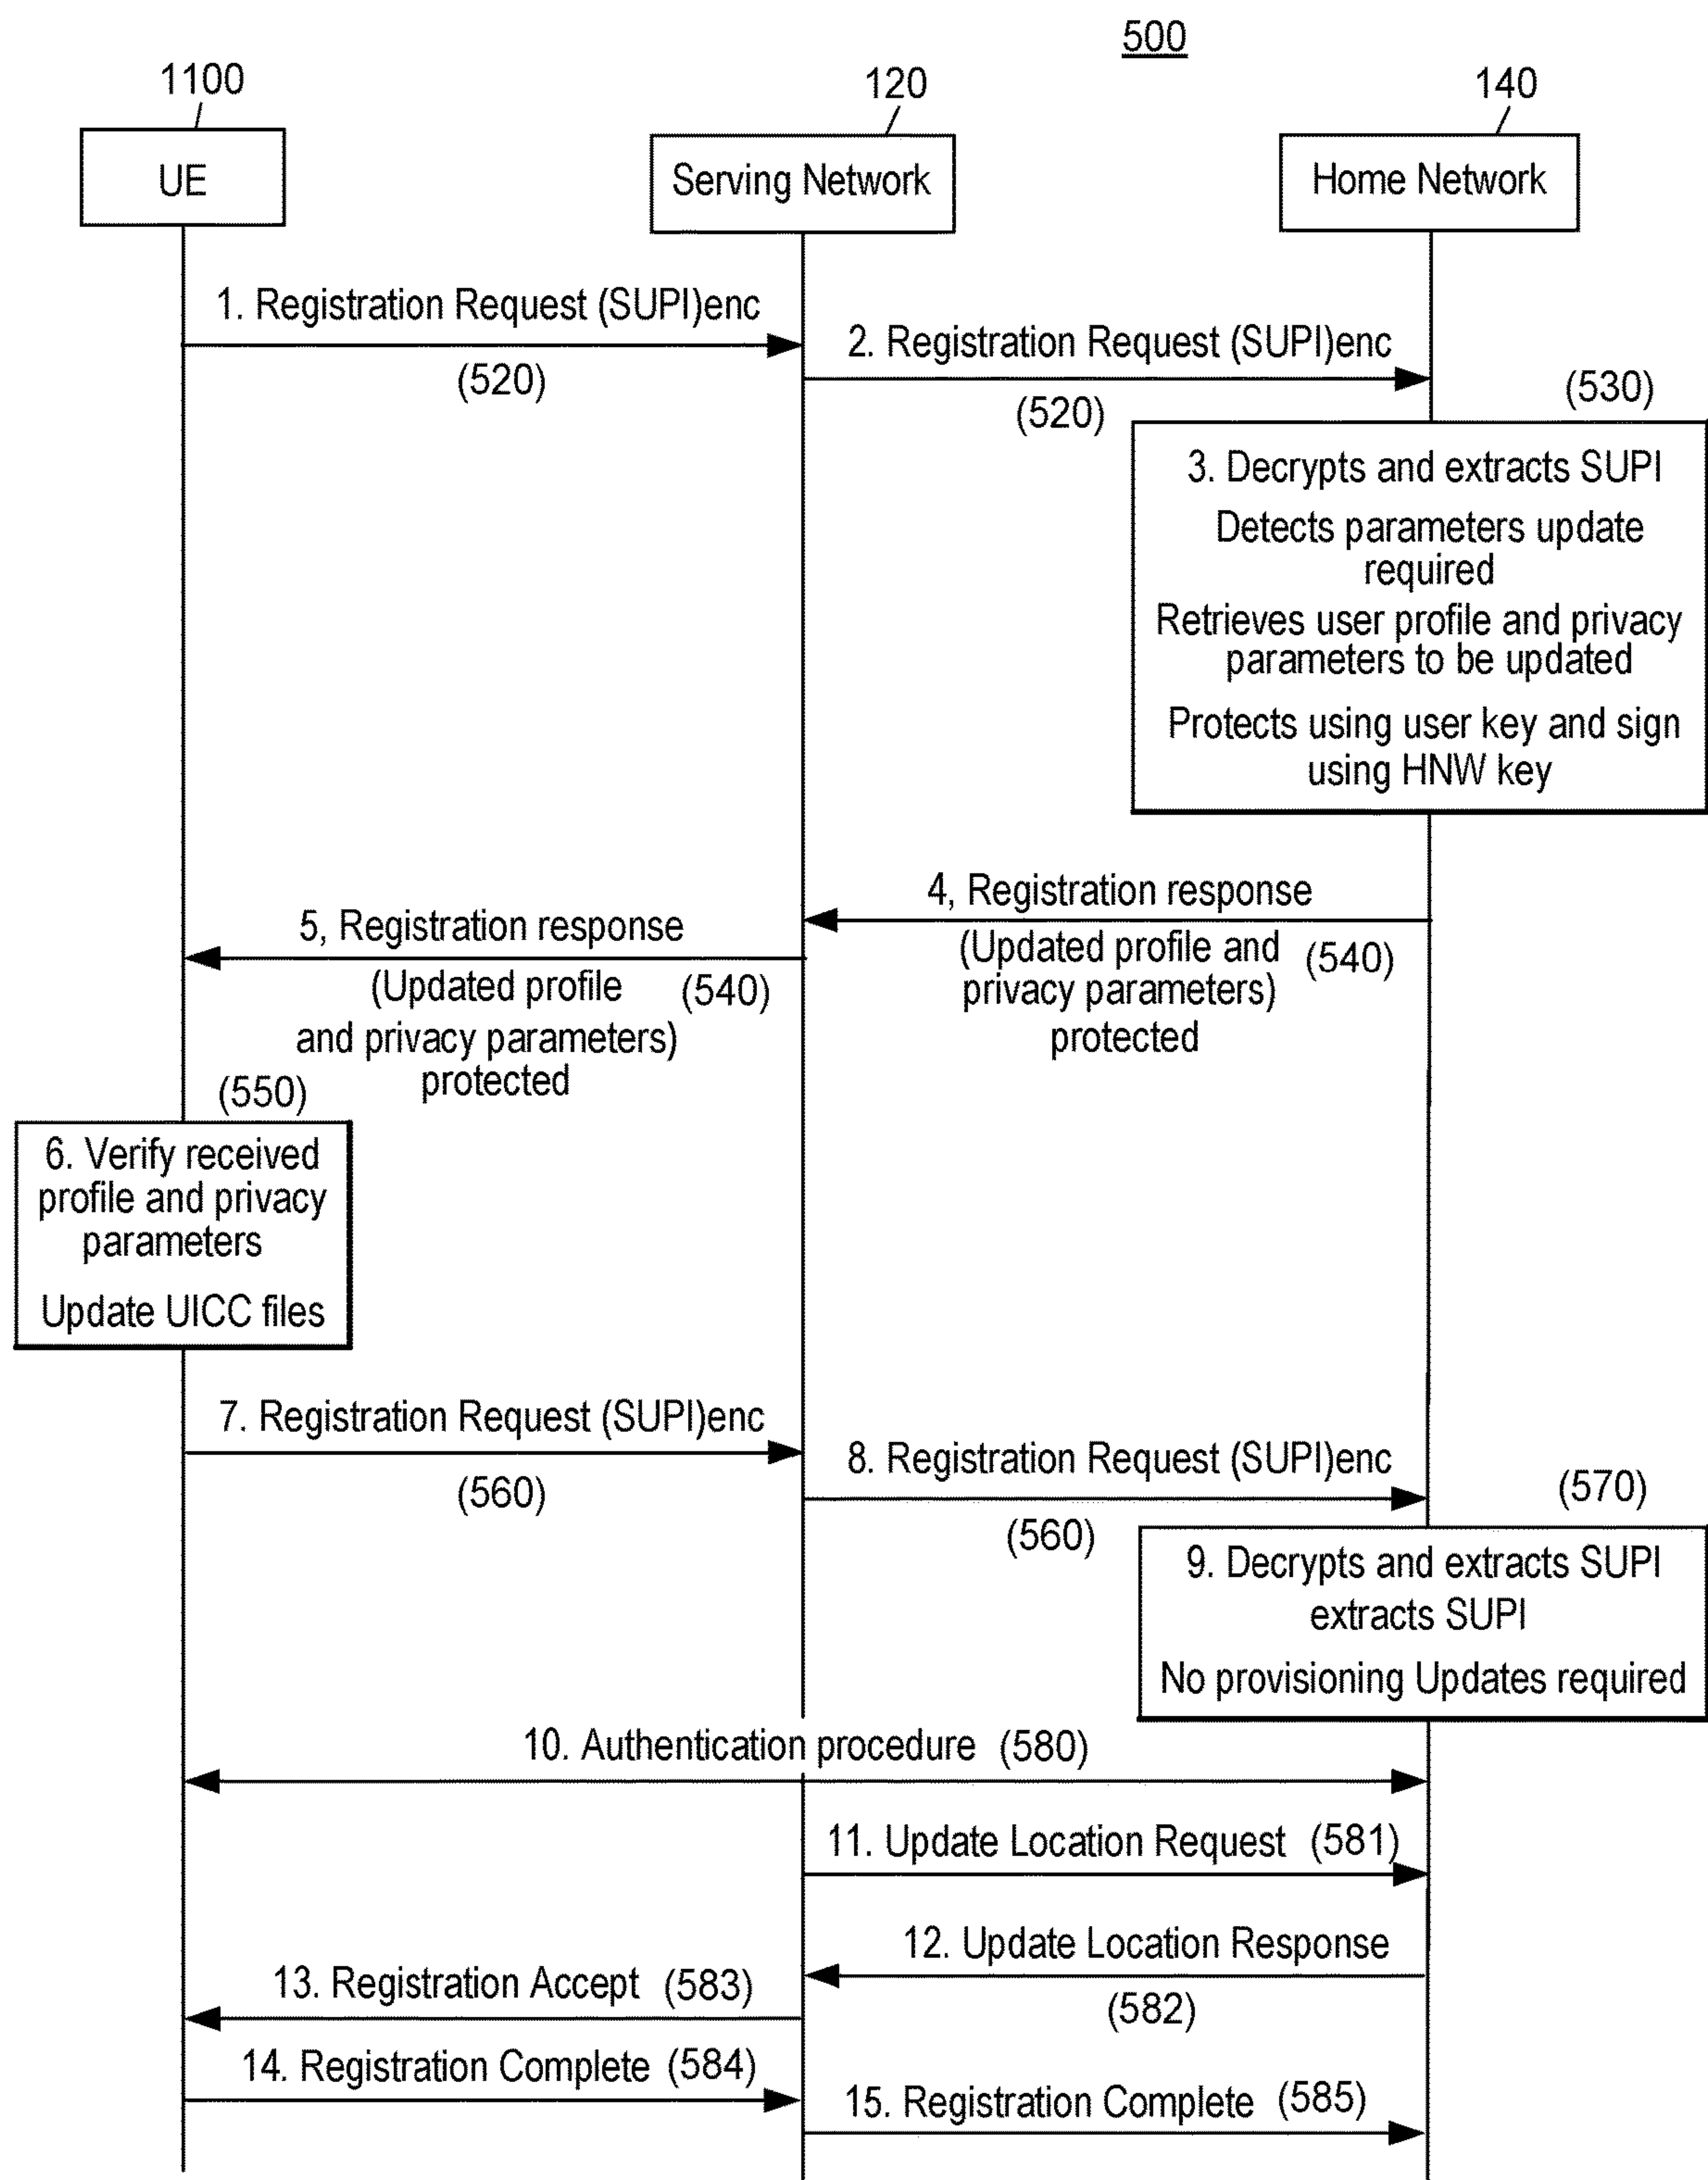 500
1100
120
140
UE
Serving Network
Home Network
1. Registration Request (SUPI)enc
(520)
2. Registration Request (SUPI)enc
(520)
(530)
3. Decrypts and extracts SUPI
Detects parameters update
required
Retrieves user profile and privacy
parameters to be updated
Protects using user key and sign
using HNW key
4, Registration response
(Updated profile and
privacy parameters)
protected
(540)
5, Registration response
(Updated profile
and privacy parameters)
protected
(540)
(550)
6. Verify received
profile and privacy
parameters
Update UICC files
7. Registration Request (SUPI)enc
(560)
8. Registration Request (SUPI)enc
(560)
(570)
9. Decrypts and extracts SUPI
extracts SUPI
No provisioning Updates required
10. Authentication procedure (580)
11. Update Location Request (581)
12. Update Location Response
(582)
13. Registration Accept (583)
14. Registration Complete (584)
15. Registration Complete (585)